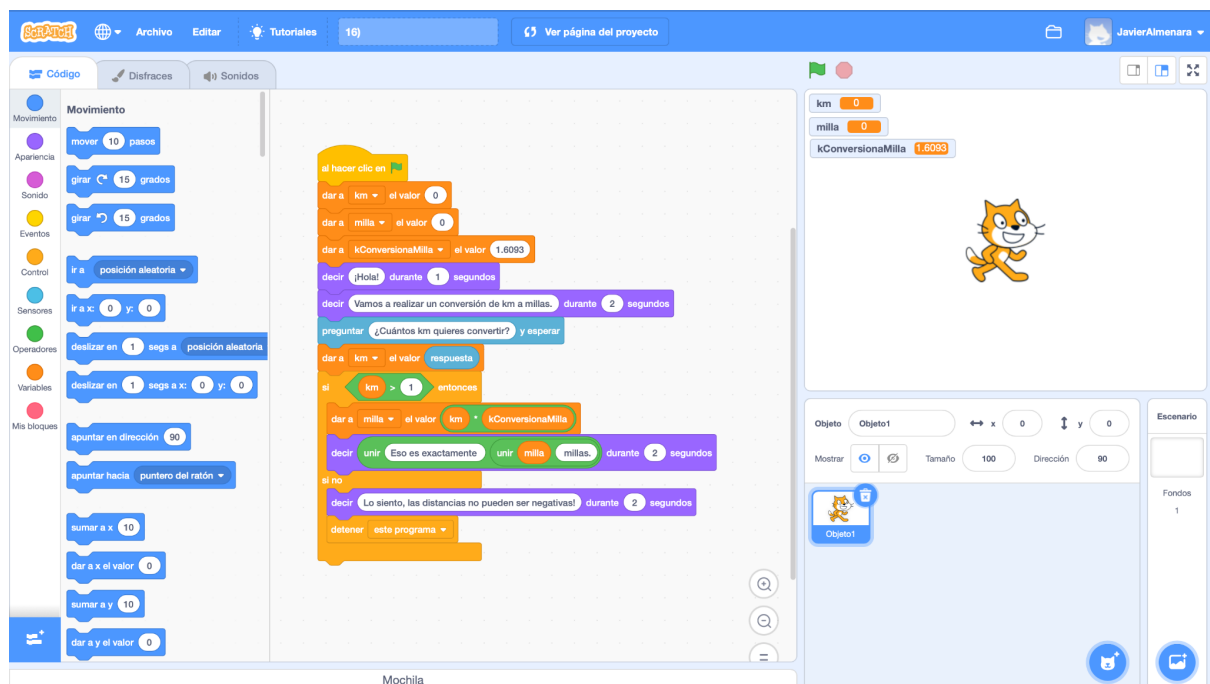 SCRATCH Archivo Editar Tutoriales 16) Ver página del proyecto JavierAlmenara
Código Disfraces Sonidos
Movimiento
Apariencia
Sonido
Eventos
Control
Sensores
Operadores
Variables
Mis bloques
Movimiento
mover 10 pasos
girar 15 grados
girar 15 grados
ir a posición aleatoria
ir a x: 0 y: 0
deslizar en 1 segs a posición aleatoria
deslizar en 1 segs a x: 0 y: 0
apuntar en dirección 90
apuntar hacia puntero del ratón
sumar a x 10
dar a x el valor 0
sumar a y 10
dar a y el valor 0
al hacer clic en
dar a km el valor 0
dar a milla el valor 0
dar a kConversionaMilla el valor 1.6093
decir ¡Hola! durante 1 segundos
decir Vamos a realizar un conversión de km a millas. durante 2 segundos
preguntar ¿Cuántos km quieres convertir? y esperar
dar a km el valor respuesta
si km > 1 entonces
dar a milla el valor km * kConversionaMilla
decir unir Eso es exactamente unir milla millas. durante 2 segundos
si no
decir Lo siento, las distancias no pueden ser negativas! durante 2 segundos
detener este programa
Mochila
km 0
milla 0
kConversionaMilla 1.6093
Objeto Objeto1 x 0 y 0
Mostrar Tamaño 100 Dirección 90
Objeto1
Escenario
Fondos
1